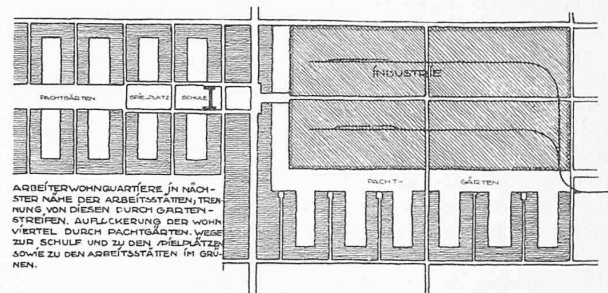 INDUSTRIE
PACHTGÄRTEN
SPIELPLATZ
SCHULE
PACHT- GÄRTEN
ARBEITERWOHNQUARTIERE IN NÄCH-
STER NÄHE DER ARBEITSSTÄTTEN; TREN-
NUNG VON DIESEN DURCH GARTEN-
STREIFEN. AUFLOCKERUNG DER WOHN
VIERTEL DURCH PACHTGÄRTEN. WEGE
ZUR SCHULE UND ZU DEN SPIELPLÄTZEN
SOWIE ZU DEN ARBEITSSTÄTTEN IM GRÜ-
NEN.